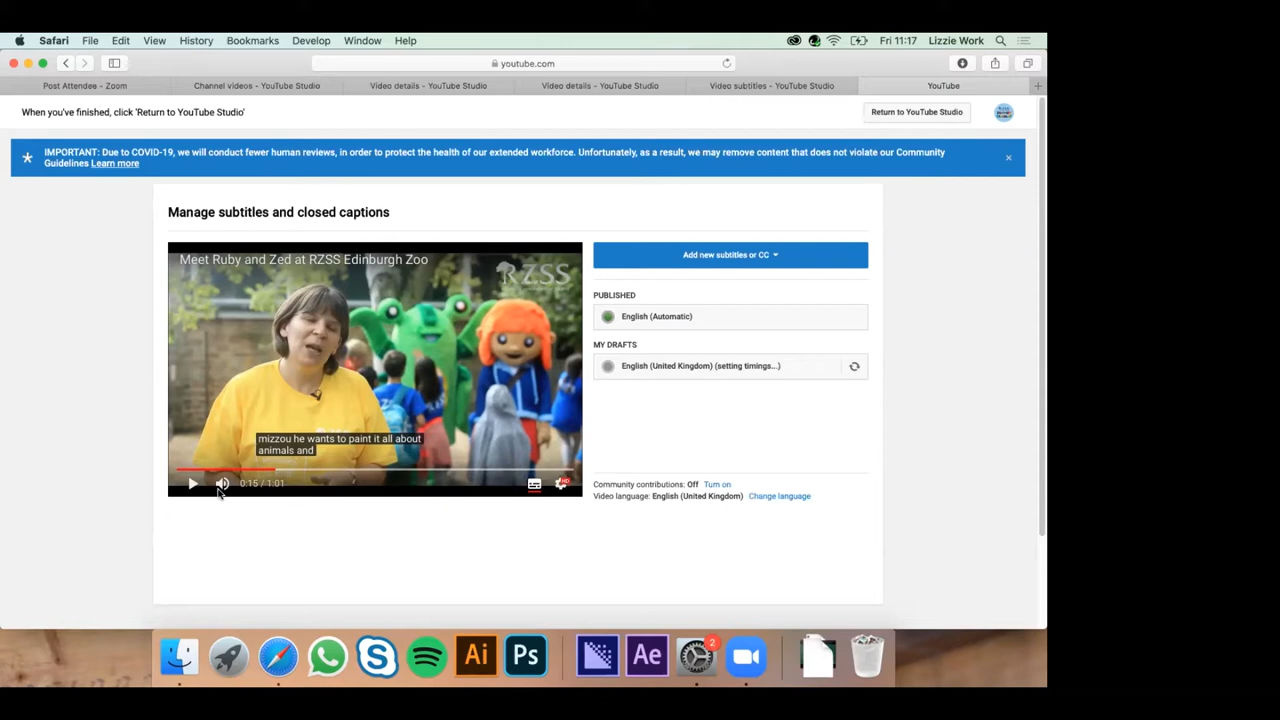 Safari File Edit View History Bookmarks Develop Window Help Fri 11:17 Lizzie Work
youtube.com
Post Attendee - Zoom Channel videos - YouTube Studio Video details - YouTube Studio Video details - YouTube Studio Video subtitles - YouTube Studio YouTube
When you've finished, click 'Return to YouTube Studio' Return to YouTube Studio
IMPORTANT: Due to COVID-19, we will conduct fewer human reviews, in order to protect the health of our extended workforce. Unfortunately, as a result, we may remove content that does not violate our Community
Guidelines Learn more
Manage subtitles and closed captions
Meet Ruby and Zed at RZSS Edinburgh Zoo
RZSS
mizzou he wants to paint it all about
animals and
0:15 / 1:01
HD
Add new subtitles or CC
PUBLISHED
English (Automatic)
MY DRAFTS
English (United Kingdom) (setting timings...)
Community contributions: Off Turn on
Video language: English (United Kingdom) Change language
Ai Ps Ae 2